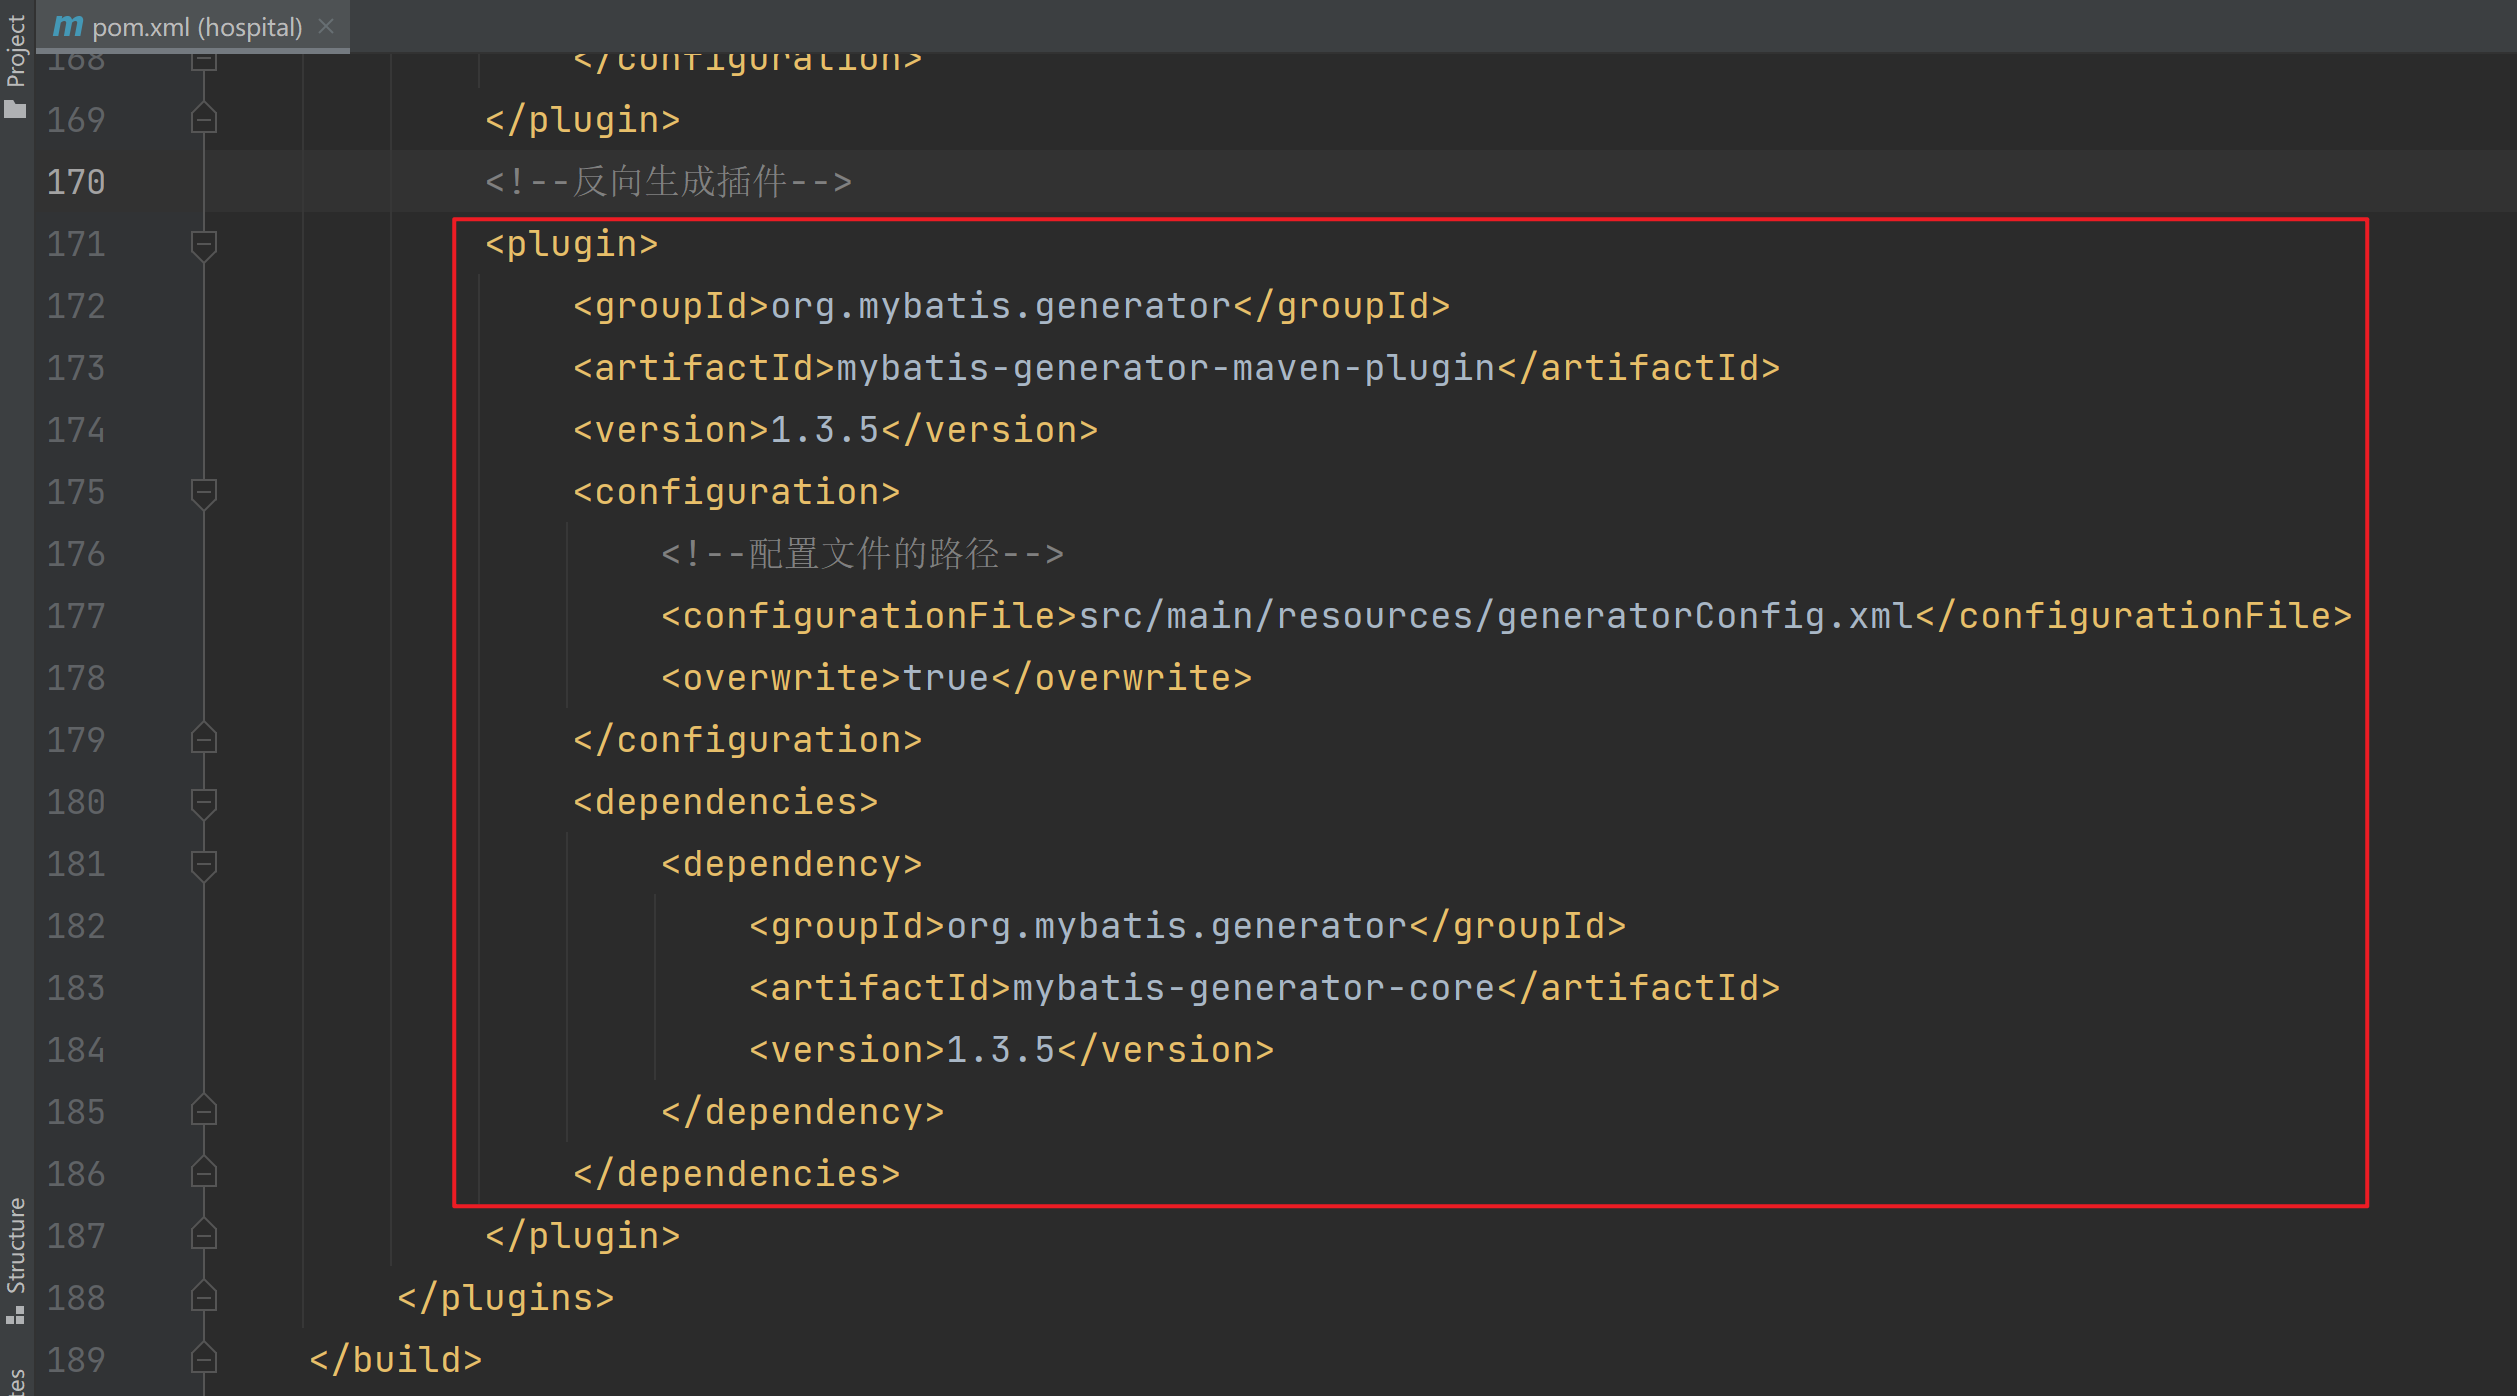 Project
m pom.xml (hospital)
168 </configuration>
169 </plugin>
170 <!--反向生成插件-->
171 <plugin>
172 <groupId>org.mybatis.generator</groupId>
173 <artifactId>mybatis-generator-maven-plugin</artifactId>
174 <version>1.3.5</version>
175 <configuration>
176 <!--配置文件的路径-->
177 <configurationFile>src/main/resources/generatorConfig.xml</configurationFile>
178 <overwrite>true</overwrite>
179 </configuration>
180 <dependencies>
181 <dependency>
182 <groupId>org.mybatis.generator</groupId>
183 <artifactId>mybatis-generator-core</artifactId>
184 <version>1.3.5</version>
185 </dependency>
186 </dependencies>
187 </plugin>
188 </plugins>
189 </build>
Structure